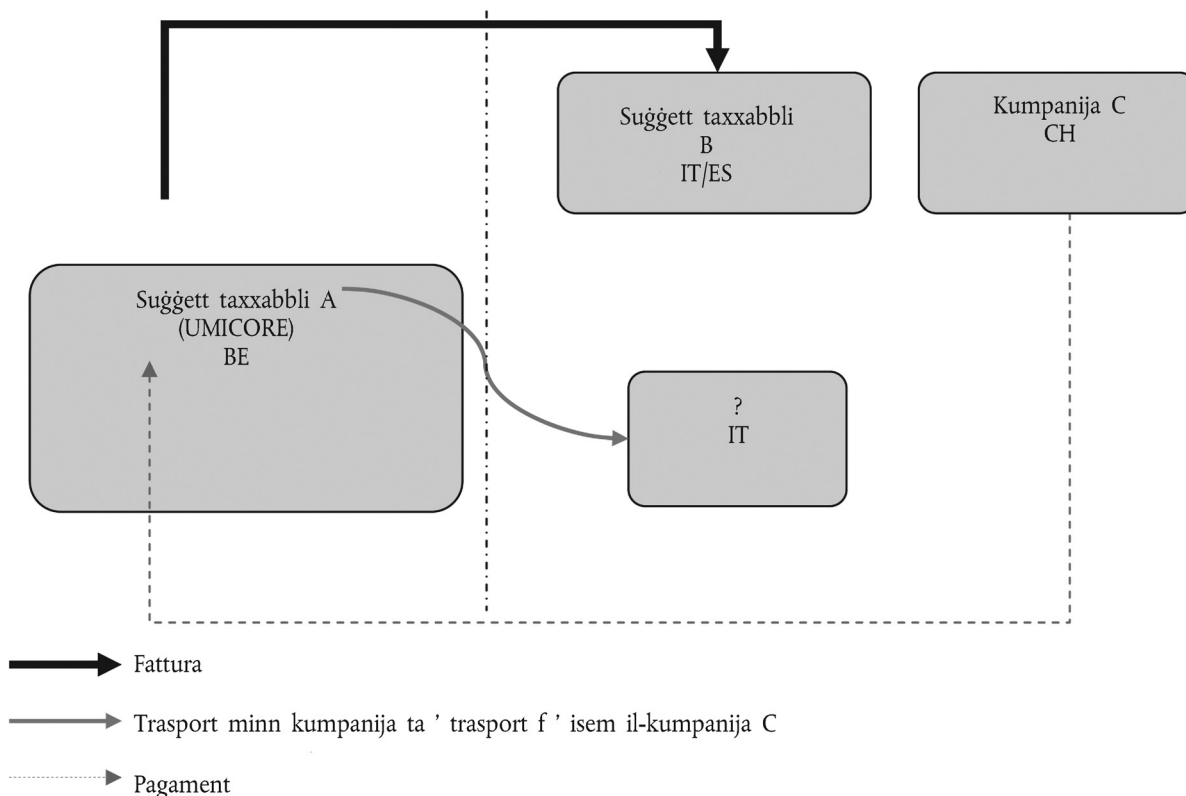 Suġġett taxxabbli
B
IT/ES
Kumpanija C
CH
Suġġett taxxabbli A
(UMICORE)
BE
?
IT
Fattura
Trasport minn kumpanija ta ’ trasport f ’ isem il-kumpanija C
Pagament